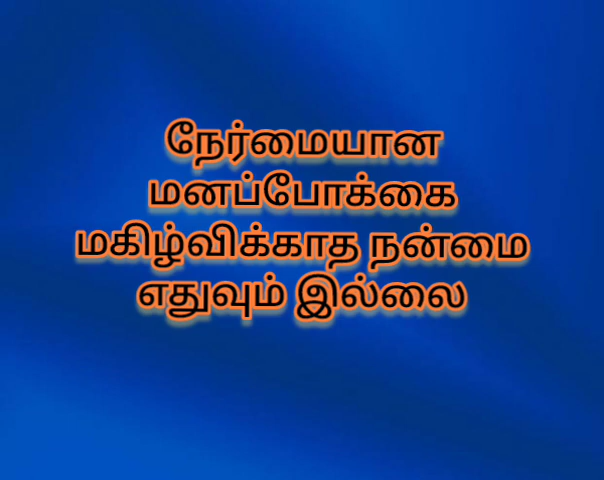 நேர்மையான
மனப்போக்கை
மகிழ்விக்காத நன்மை
எதுவும் இல்லை